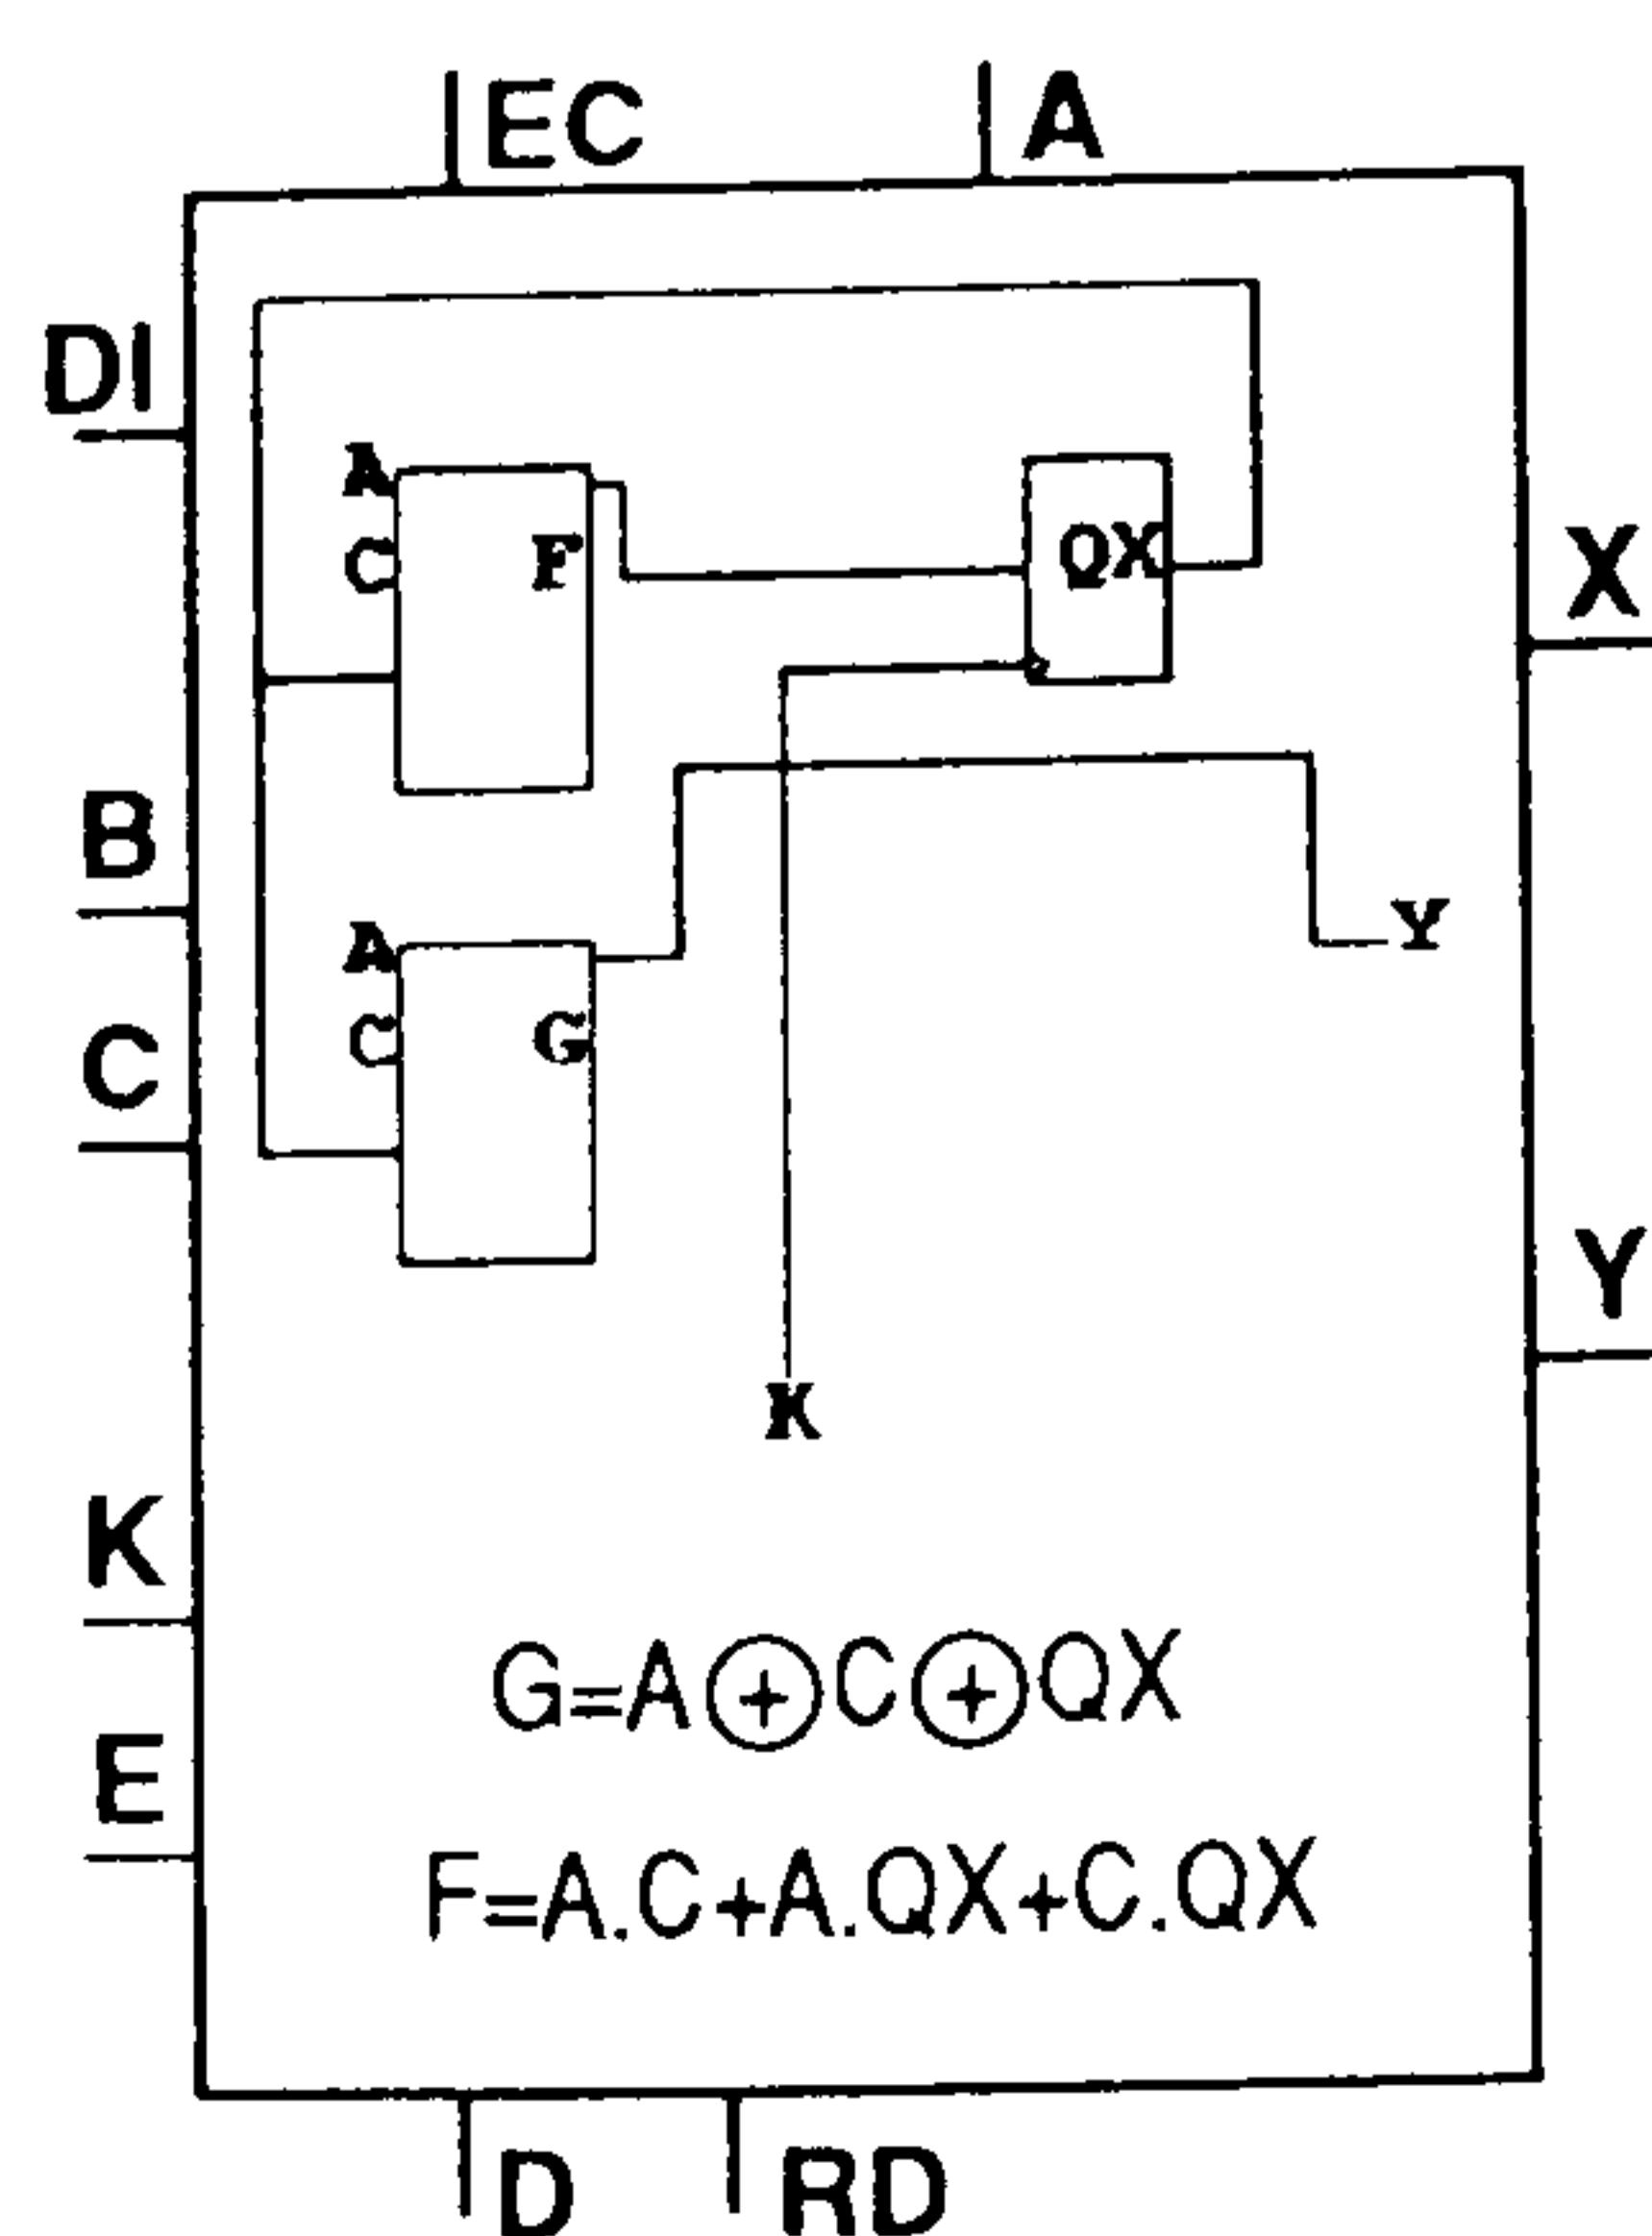 EC A
DI
A
C F QX
X
B
Y
A
C G
C
Y
K
K
G=A⊕C⊕QX
E
F=A.C+A.QX+C.QX
D RD